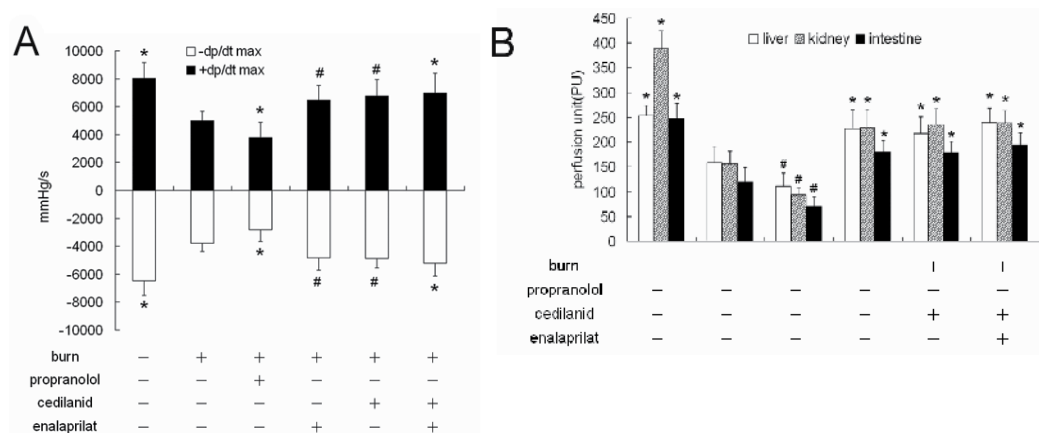 A
-dp/dt max
+dp/dt max
mmHg/s
10000
8000
6000
4000
2000
0
-2000
-4000
-6000
-8000
-10000
* * # # *
* * # # *
burn – + + + + +
propranolol – – + – – –
cedilanid – – – – + +
enalaprilat – – – + – +
B
liver kidney intestine
perfusion unit(PU)
450
400
350
300
250
200
150
100
50
0
* * * # # # * * * * * * * * *
burn | |
propranolol – – – – – –
cedilanid – – – – + +
enalaprilat – – – – – +